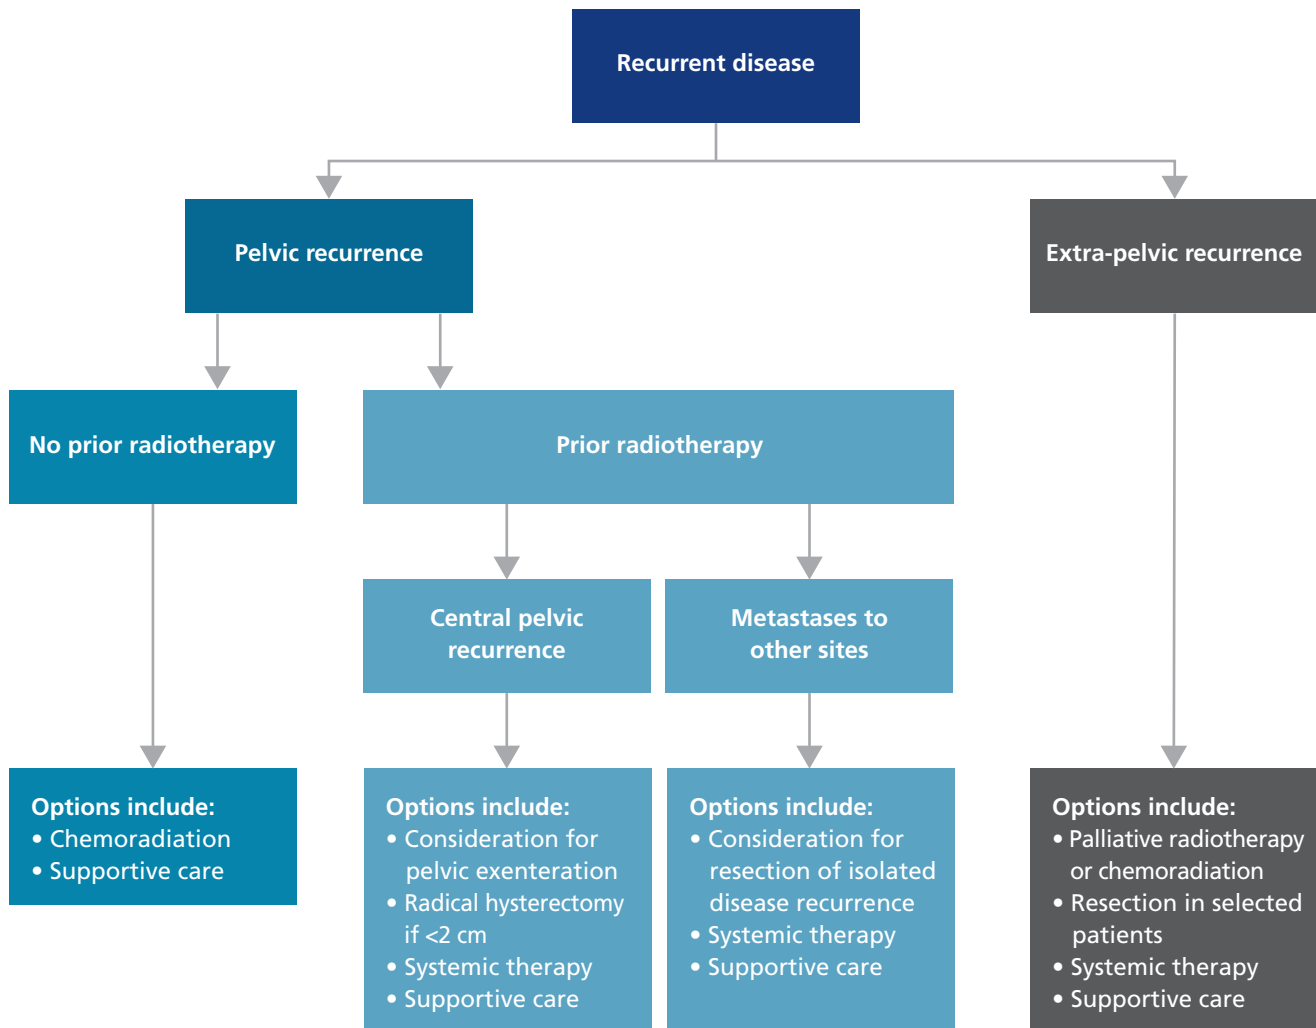 Recurrent disease
Pelvic recurrence
Extra-pelvic recurrence
No prior radiotherapy
Prior radiotherapy
Central pelvic
recurrence
Metastases to
other sites
Options include:
• Chemoradiation
• Supportive care
Options include:
• Consideration for
pelvic exenteration
• Radical hysterectomy
if <2 cm
• Systemic therapy
• Supportive care
Options include:
• Consideration for
resection of isolated
disease recurrence
• Systemic therapy
• Supportive care
Options include:
• Palliative radiotherapy
or chemoradiation
• Resection in selected
patients
• Systemic therapy
• Supportive care